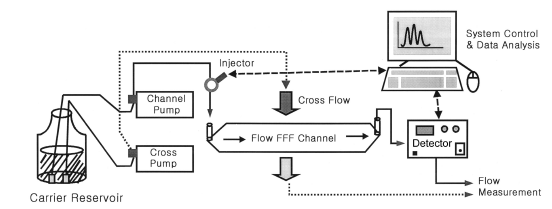 System Control
& Data Analysis
Injector
Channel
Pump
Cross Flow
Flow FFF Channel
Cross
Pump
Detector
Carrier Reservoir
Flow
Measurement